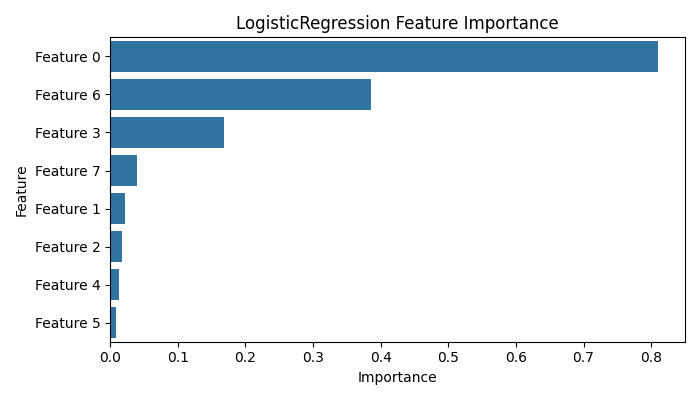 LogisticRegression Feature Importance
Feature 0
Feature 6
Feature 3
Feature 7
Feature 1
Feature 2
Feature 4
Feature 5
Feature
0.0 0.1 0.2 0.3 0.4 0.5 0.6 0.7 0.8
Importance